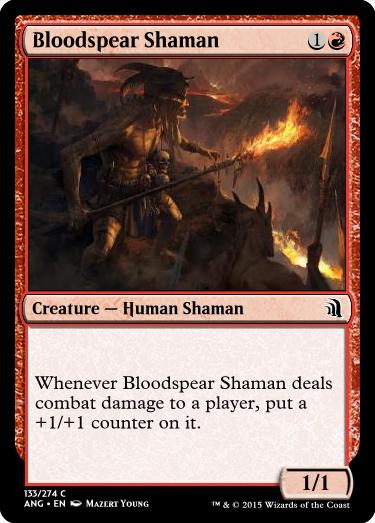 Bloodspear Shaman 1
Creature — Human Shaman
Whenever Bloodspear Shaman deals
combat damage to a player, put a
+1/+1 counter on it.
1/1
133/274 C
ANG • EN Mazert Young ™ & © 2015 Wizards of the Coast